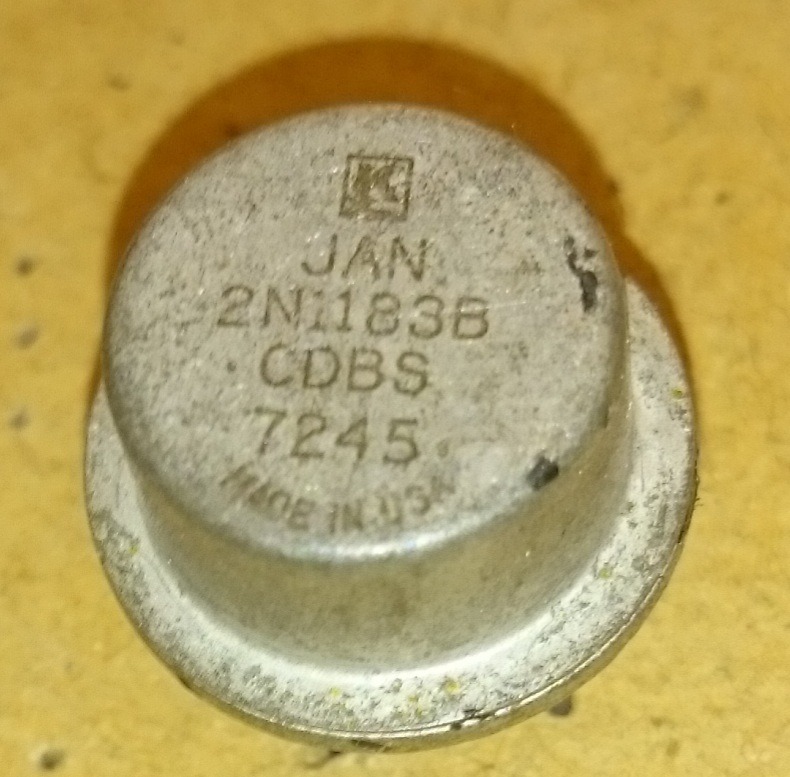 K
JAN
2N1183B
CDBS
7245
MADE IN USA